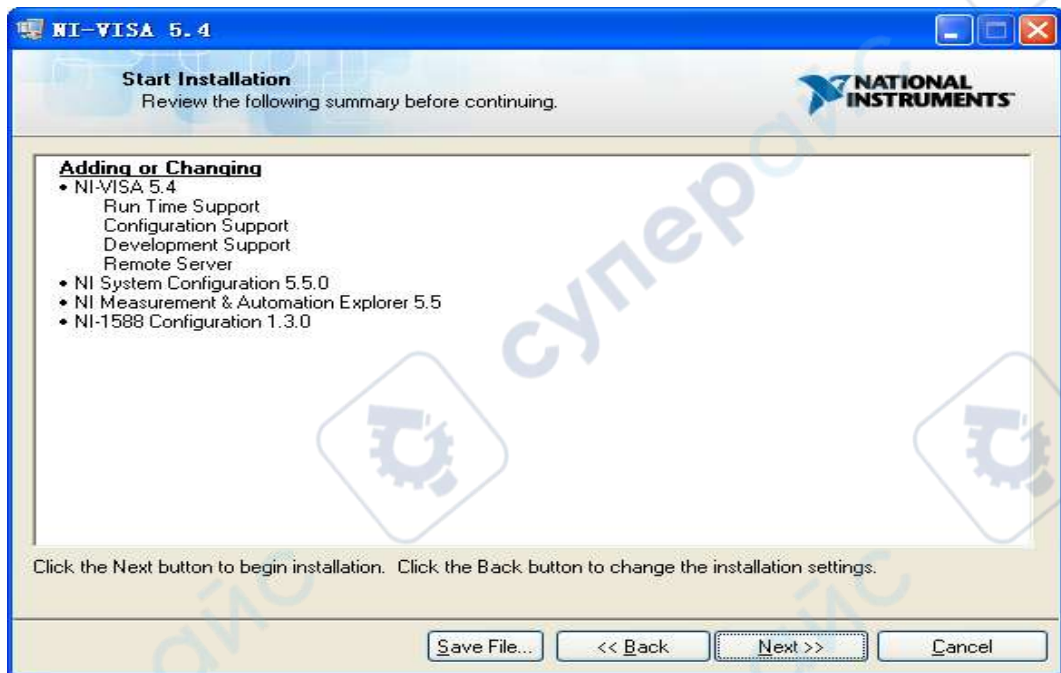 NI-VISA 5.4
Start Installation
Review the following summary before continuing.
NATIONAL
INSTRUMENTS
Adding or Changing
• NI-VISA 5.4
Run Time Support
Configuration Support
Development Support
Remote Server
• NI System Configuration 5.5.0
• NI Measurement & Automation Explorer 5.5
• NI-1588 Configuration 1.3.0
суперайс
Click the Next button to begin installation. Click the Back button to change the installation settings.
айс
айс
Save File...
<< Back
Next >>
Cancel